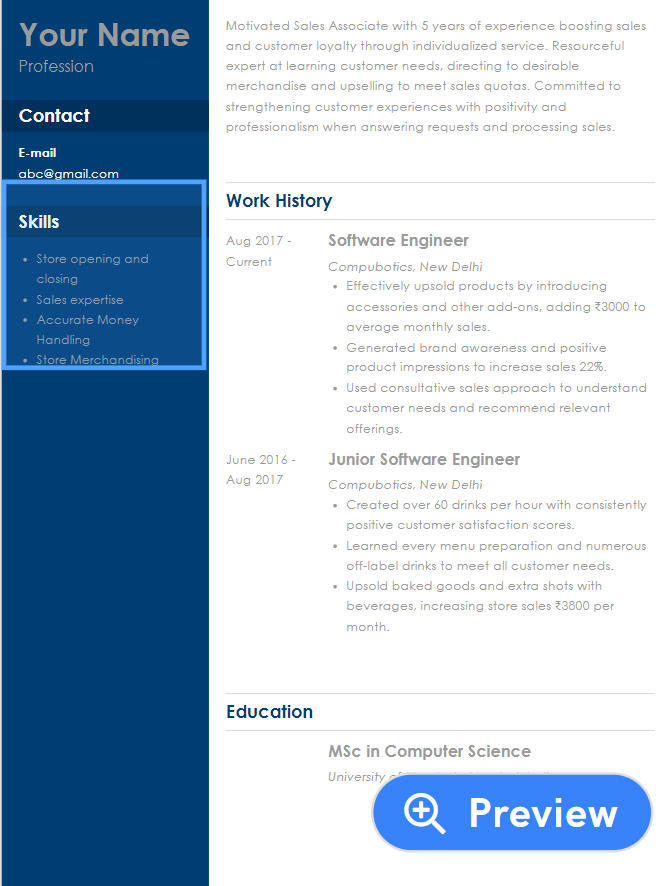 Your Name
Profession
Contact
E-mail
abc@gmail.com
Skills
• Store opening and
closing
• Sales expertise
• Accurate Money
Handling
• Store Merchandising
Motivated Sales Associate with 5 years of experience boosting sales
and customer loyalty through individualized service. Resourceful
expert at learning customer needs, directing to desirable
merchandise and upselling to meet sales quotas. Committed to
strengthening customer experiences with positivity and
professionalism when answering requests and processing sales.
Work History
Aug 2017 -
Current
Software Engineer
Compubotics, New Delhi
• Effectively upsold products by introducing
accessories and other add-ons, adding ₹3000 to
average monthly sales.
• Generated brand awareness and positive
product impressions to increase sales 22%.
• Used consultative sales approach to understand
customer needs and recommend relevant
offerings.
June 2016 -
Aug 2017
Junior Software Engineer
Compubotics, New Delhi
• Created over 60 drinks per hour with consistently
positive customer satisfaction scores.
• Learned every menu preparation and numerous
off-label drinks to meet all customer needs.
• Upsold baked goods and extra shots with
beverages, increasing store sales ₹3800 per
month.
Education
MSc in Computer Science
University
Preview